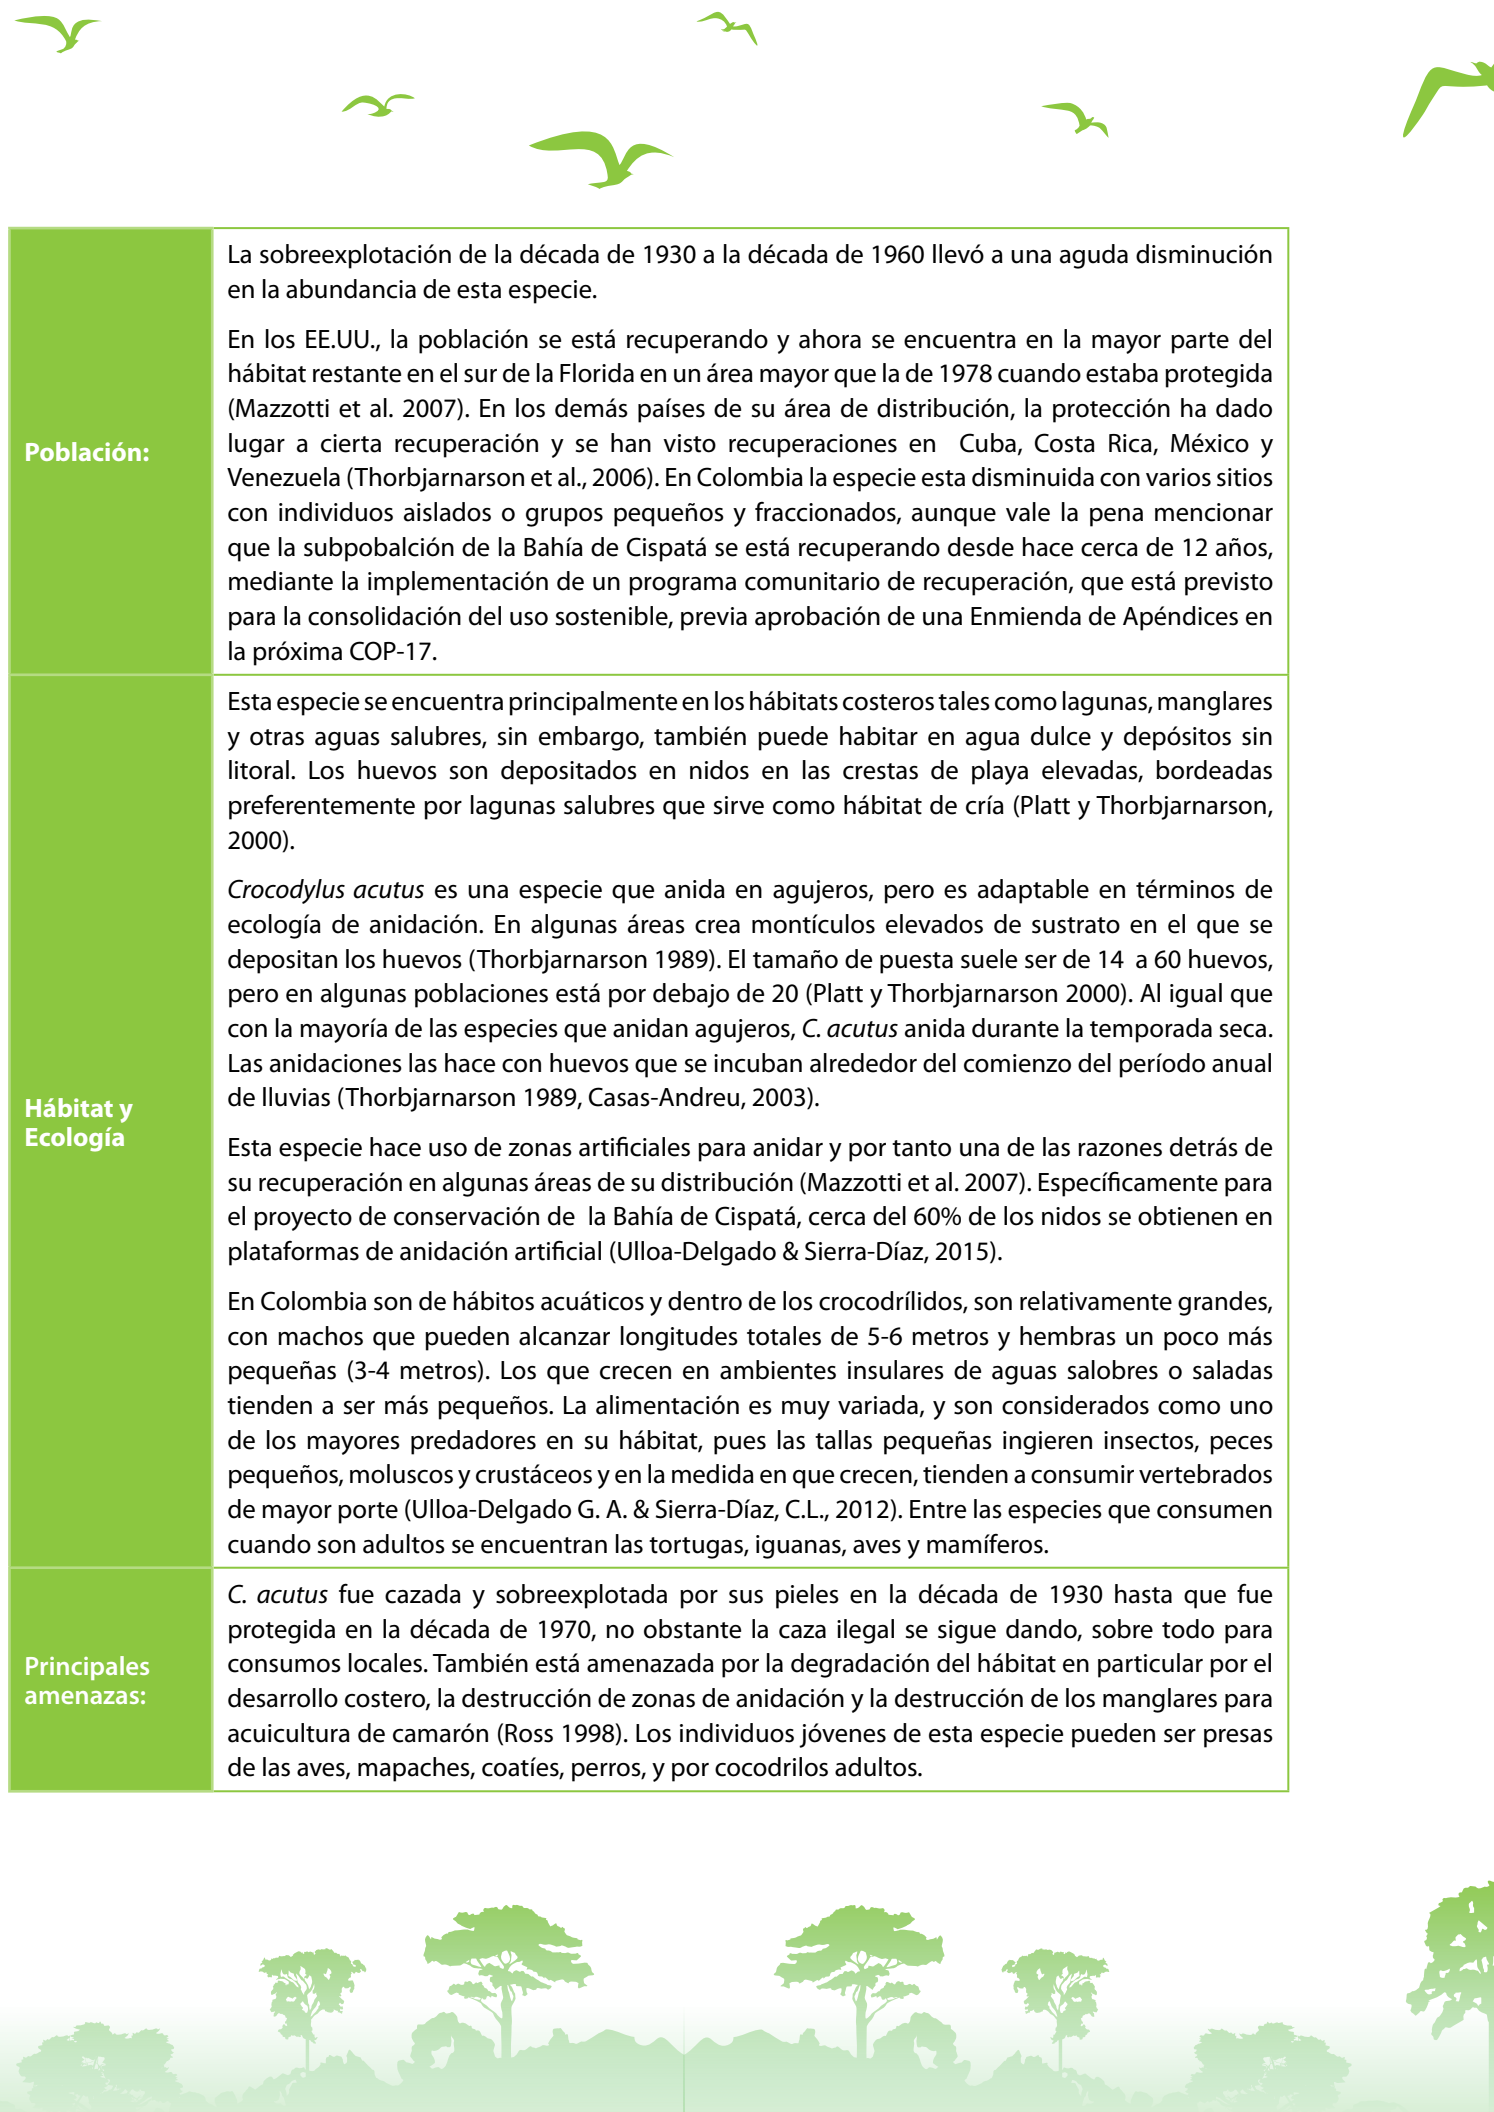 Población:
La sobreexplotación de la década de 1930 a la década de 1960 llevó a una aguda disminución
en la abundancia de esta especie.
En los EE.UU., la población se está recuperando y ahora se encuentra en la mayor parte del
hábitat restante en el sur de la Florida en un área mayor que la de 1978 cuando estaba protegida
(Mazzotti et al. 2007). En los demás países de su área de distribución, la protección ha dado
lugar a cierta recuperación y se han visto recuperaciones en Cuba, Costa Rica, México y
Venezuela (Thorbjarnarson et al., 2006). En Colombia la especie esta disminuida con varios sitios
con individuos aislados o grupos pequeños y fraccionados, aunque vale la pena mencionar
que la subpobalción de la Bahía de Cispatá se está recuperando desde hace cerca de 12 años,
mediante la implementación de un programa comunitario de recuperación, que está previsto
para la consolidación del uso sostenible, previa aprobación de una Enmienda de Apéndices en
la próxima COP-17.
Hábitat y
Ecología
Esta especie se encuentra principalmente en los hábitats costeros tales como lagunas, manglares
y otras aguas salubres, sin embargo, también puede habitar en agua dulce y depósitos sin
litoral. Los huevos son depositados en nidos en las crestas de playa elevadas, bordeadas
preferentemente por lagunas salubres que sirve como hábitat de cría (Platt y Thorbjarnarson,
2000).
Crocodylus acutus es una especie que anida en agujeros, pero es adaptable en términos de
ecología de anidación. En algunas áreas crea montículos elevados de sustrato en el que se
depositan los huevos (Thorbjarnarson 1989). El tamaño de puesta suele ser de 14 a 60 huevos,
pero en algunas poblaciones está por debajo de 20 (Platt y Thorbjarnarson 2000). Al igual que
con la mayoría de las especies que anidan agujeros, C. acutus anida durante la temporada seca.
Las anidaciones las hace con huevos que se incuban alrededor del comienzo del período anual
de lluvias (Thorbjarnarson 1989, Casas-Andreu, 2003).
Esta especie hace uso de zonas artificiales para anidar y por tanto una de las razones detrás de
su recuperación en algunas áreas de su distribución (Mazzotti et al. 2007). Específicamente para
el proyecto de conservación de la Bahía de Cispatá, cerca del 60% de los nidos se obtienen en
plataformas de anidación artificial (Ulloa-Delgado & Sierra-Díaz, 2015).
En Colombia son de hábitos acuáticos y dentro de los crocodrílidos, son relativamente grandes,
con machos que pueden alcanzar longitudes totales de 5-6 metros y hembras un poco más
pequeñas (3-4 metros). Los que crecen en ambientes insulares de aguas salobres o saladas
tienden a ser más pequeños. La alimentación es muy variada, y son considerados como uno
de los mayores predadores en su hábitat, pues las tallas pequeñas ingieren insectos, peces
pequeños, moluscos y crustáceos y en la medida en que crecen, tienden a consumir vertebrados
de mayor porte (Ulloa-Delgado G. A. & Sierra-Díaz, C.L., 2012). Entre las especies que consumen
cuando son adultos se encuentran las tortugas, iguanas, aves y mamíferos.
Principales
amenazas:
C. acutus fue cazada y sobreexplotada por sus pieles en la década de 1930 hasta que fue
protegida en la década de 1970, no obstante la caza ilegal se sigue dando, sobre todo para
consumos locales. También está amenazada por la degradación del hábitat en particular por el
desarrollo costero, la destrucción de zonas de anidación y la destrucción de los manglares para
acuicultura de camarón (Ross 1998). Los individuos jóvenes de esta especie pueden ser presas
de las aves, mapaches, coatíes, perros, y por cocodrilos adultos.